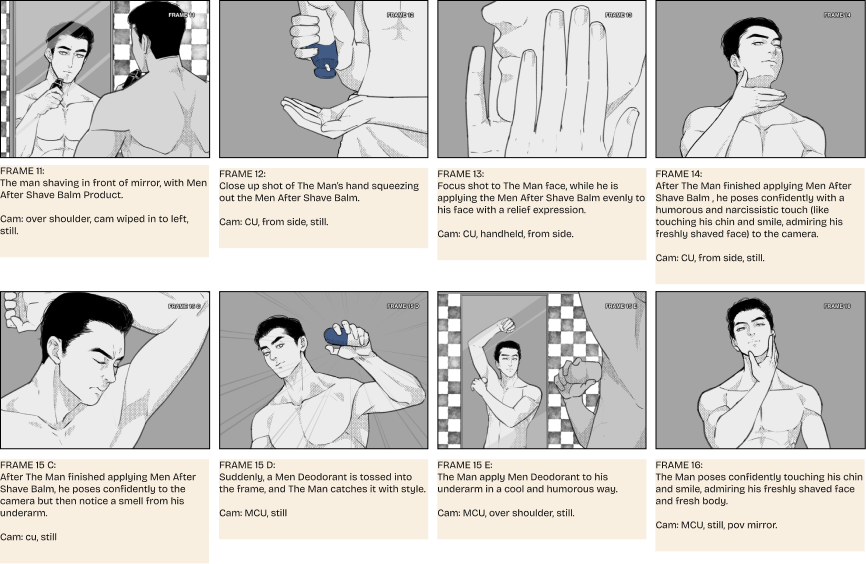 FRAME 11
FRAME 12
FRAME 13
FRAME 14
FRAME 11:
The man shaving in front of mirror, with Men
After Shave Balm Product.
Cam: over shoulder, cam wiped in to left,
still.
FRAME 12:
Close up shot of The Man's hand squeezing
out the Men After Shave Balm.
Cam: CU, from side, still.
FRAME 13:
Focus shot to The Man face, while he is
applying the Men After Shave Balm evenly to
his face with a relief expression.
Cam: CU, handheld, from side.
FRAME 14:
After The Man finished applying Men After
Shave Balm , he poses confidently with a
humorous and narcissistic touch (like
touching his chin and smile, admiring his
freshly shaved face) to the camera.
Cam: CU, from side, still.
FRAME 15 C
FRAME 15 D
FRAME 15 E
FRAME 16
FRAME 15 C:
After The Man finished applying Men After
Shave Balm, he poses confidently to the
camera but then notice a smell from his
underarm.
Cam: cu, still
FRAME 15 D:
Suddenly, a Men Deodorant is tossed into
the frame, and The Man catches it with style.
Cam: MCU, still
FRAME 15 E:
The Man apply Men Deodorant to his
underarm in a cool and humorous way.
Cam: MCU, over shoulder, still.
FRAME 16:
The Man poses confidently touching his chin
and smile, admiring his freshly shaved face
and fresh body.
Cam: MCU, still, pov mirror.